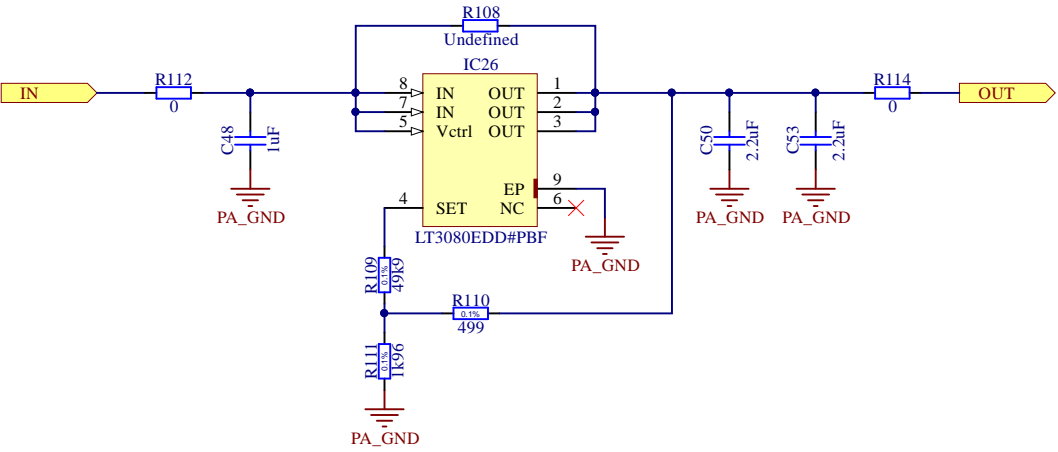 R108
Undefined
IC26
IN
R112
0
8
IN
OUT
1
7
IN
OUT
2
5
Vctrl
OUT
3
R114
0
OUT
C48
1uF
C50
2.2uF
C53
2.2uF
PA_GND
EP
9
4
SET
NC
6
PA_GND
PA_GND
LT3080EDD#PBF
PA_GND
R109
0.1%
49k9
R110
0.1%
499
R111
0.1%
1k96
PA_GND